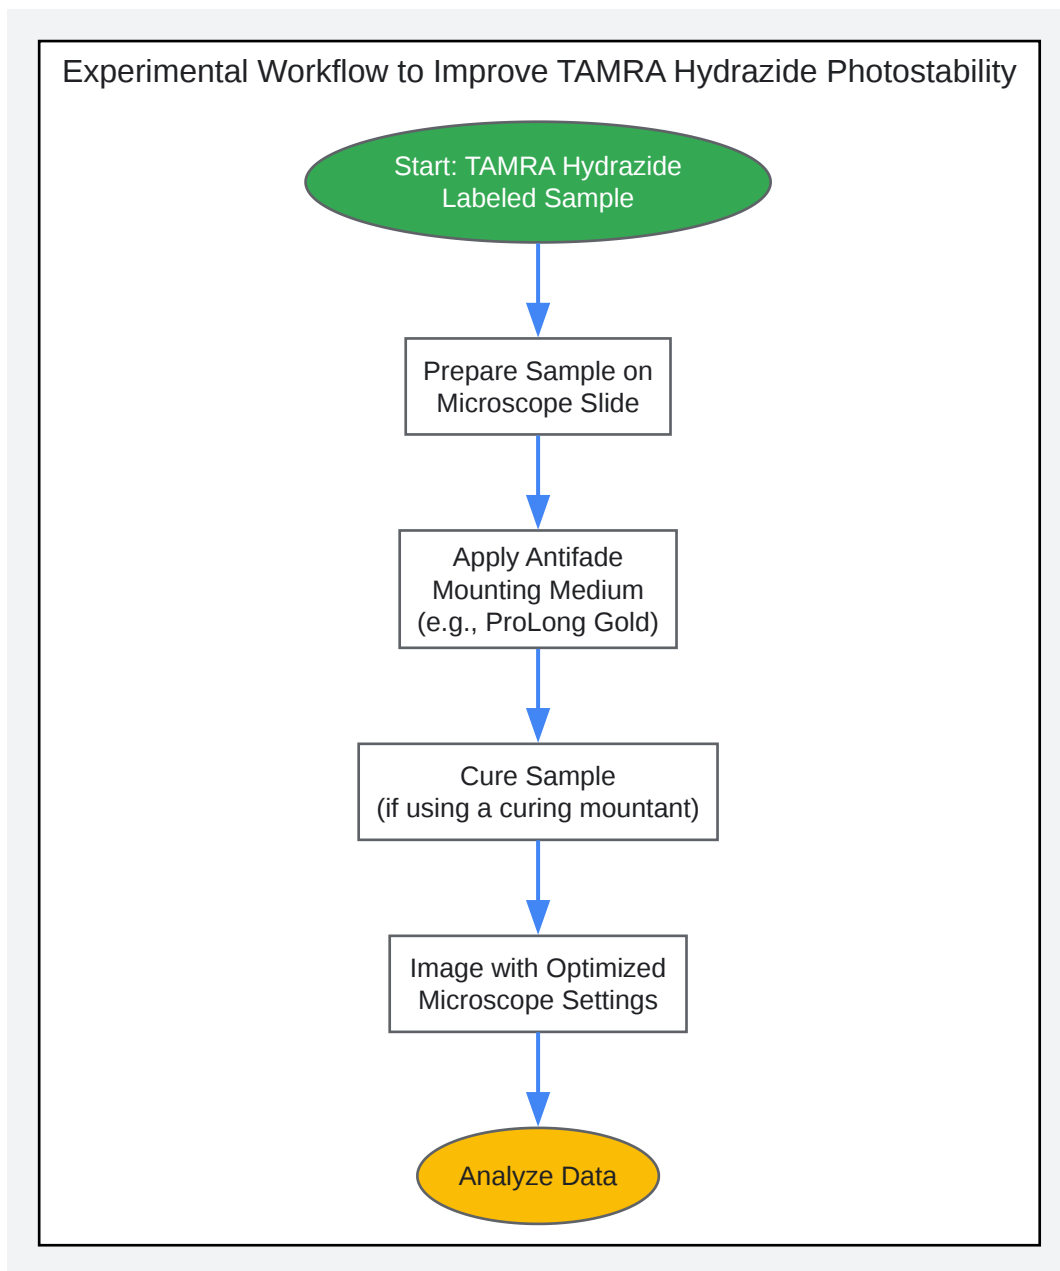 Experimental Workflow to Improve TAMRA Hydrazide Photostability
Start: TAMRA Hydrazide
Labeled Sample
Prepare Sample on
Microscope Slide
Apply Antifade
Mounting Medium
(e.g., ProLong Gold)
Cure Sample
(if using a curing mountant)
Image with Optimized
Microscope Settings
Analyze Data